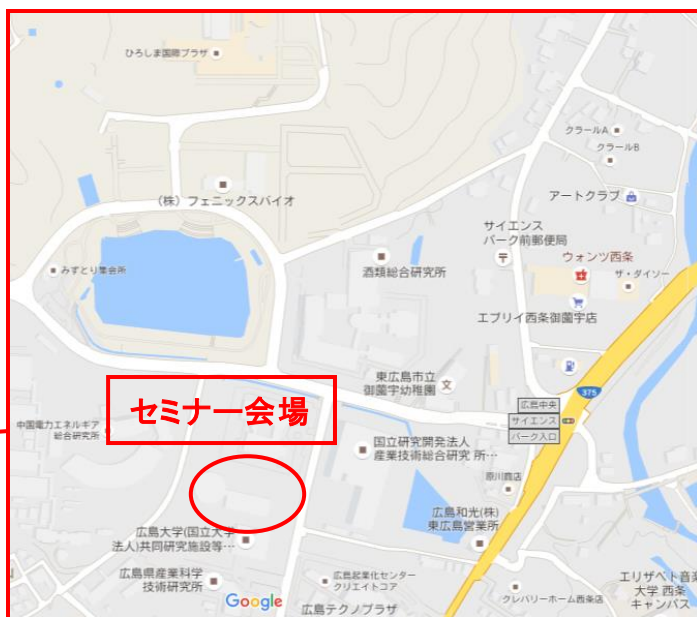 ひろしま国際プラザ
クラールA
クラールB
(株) フェニックスバイオ
アートクラブ
サイエンス
パーク前郵便局
みずとり集会所
酒類総合研究所
ウォンツ西条
ザ・ダイソー
エブリイ西条御薗宇店
東広島市立
御薗宇幼稚園
375
セミナー会場
広島中央
サイエンス
パーク入口
中国電力エネルギア
総合研究所
国立研究開発法人
産業技術総合研究 所…
原川商店
広島和光(株)
東広島営業所
広島大学(国立大学
法人)共同研究施設等…
広島県産業科学
技術研究所
広島起業化センター
クリエイトコア
エリザベト音楽
大学 西条
キャンパス
Google
広島テクノプラザ
クレバリーホーム西条店